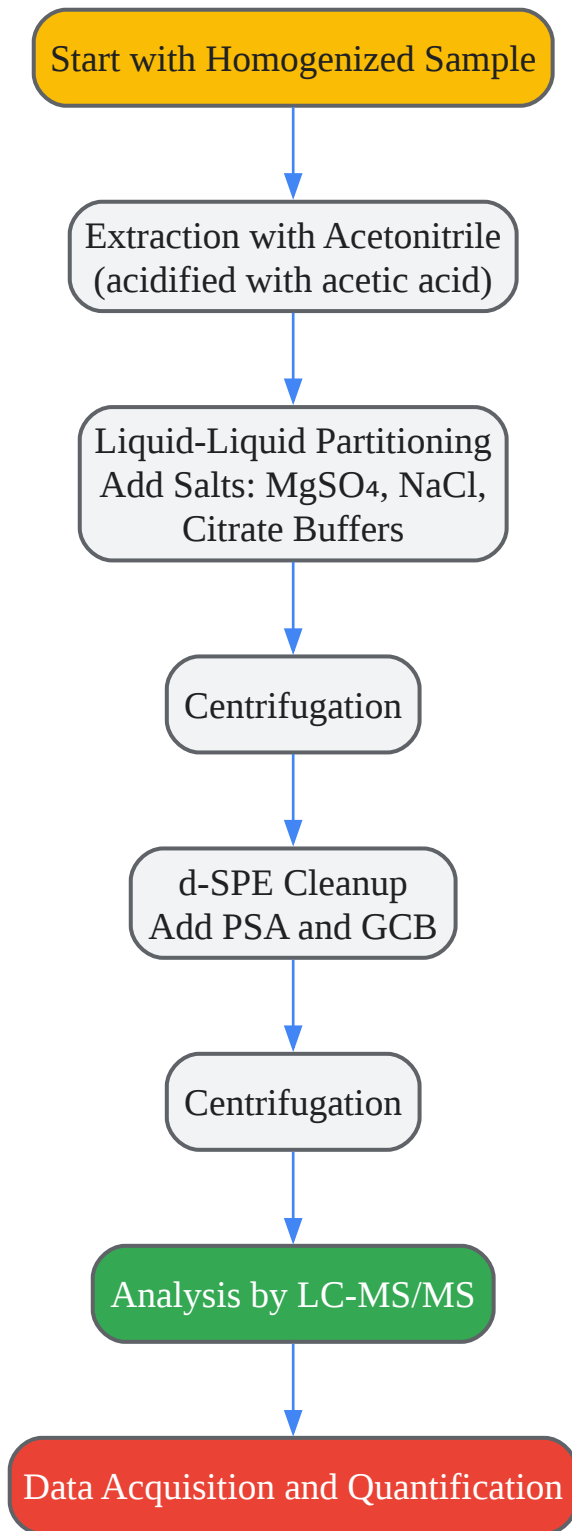 Start with Homogenized Sample
Extraction with Acetonitrile
(acidified with acetic acid)
Liquid-Liquid Partitioning
Add Salts: MgSO₄, NaCl,
Citrate Buffers
Centrifugation
d-SPE Cleanup
Add PSA and GCB
Centrifugation
Analysis by LC-MS/MS
Data Acquisition and Quantification